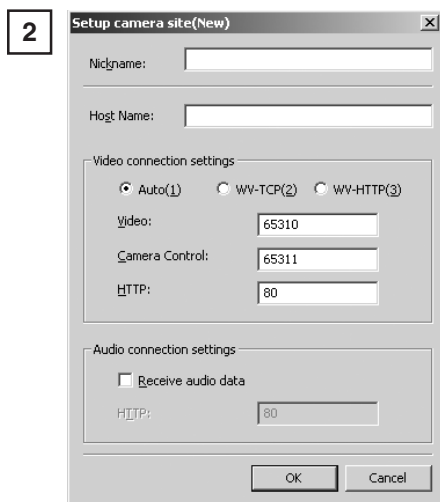 2
Setup camera site(New)
Nickname:
Host Name:
Video connection settings
Auto(1) WV-TCP(2) WV-HTTP(3)
Video: 65310
Camera Control: 65311
HTTP: 80
Audio connection settings
Receive audio data
HTTP: 80
OK Cancel